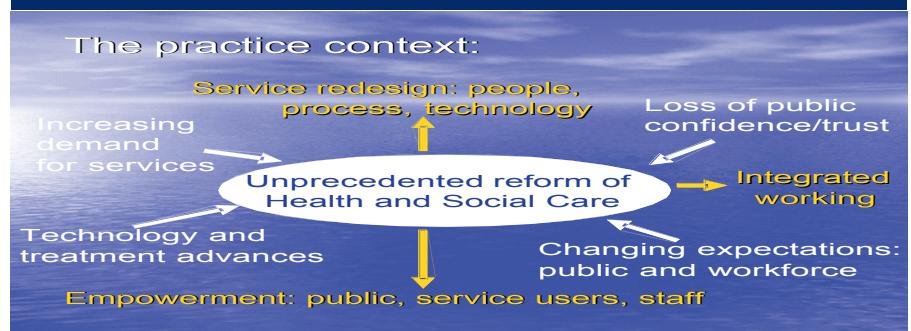 The practice context:
Service redesign: people,
process, technology
Loss of public
confidence/trust
Increasing
demand
for services
Unprecedented reform of
Health and Social Care
Integrated
working
Technology and
treatment advances
Changing expectations:
public and workforce
Empowerment: public, service users, staff